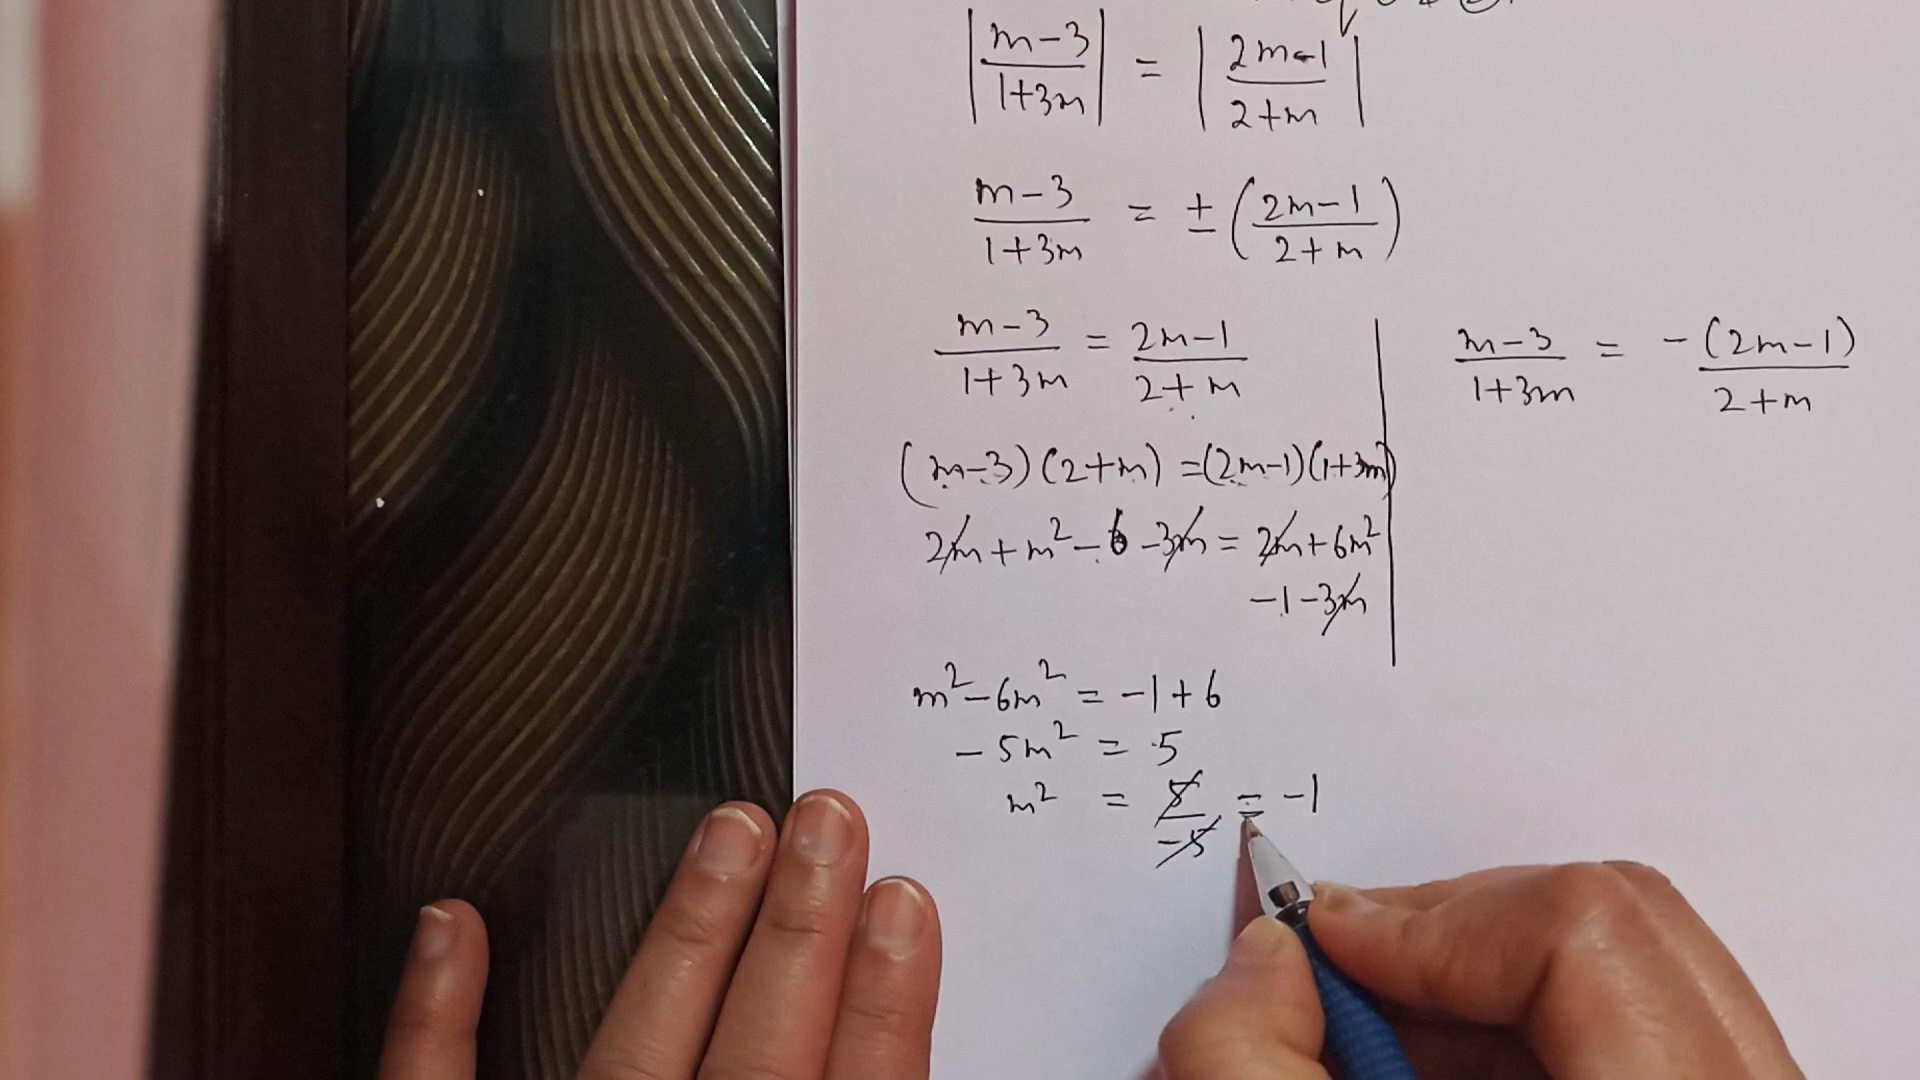 |m-3/1+3m| = |2m-1/2+m|
m-3/1+3m = ±(2m-1/2+m)
m-3/1+3m = 2m-1/2+m
(m-3)(2+m) = (2m-1)(1+3m)
2m+m²-6-3m = 2m+6m²
-1-3m
m²-6m² = -1+6
-5m² = 5
m² = 5/-5 = -1
m-3/1+3m = -(2m-1)/2+m